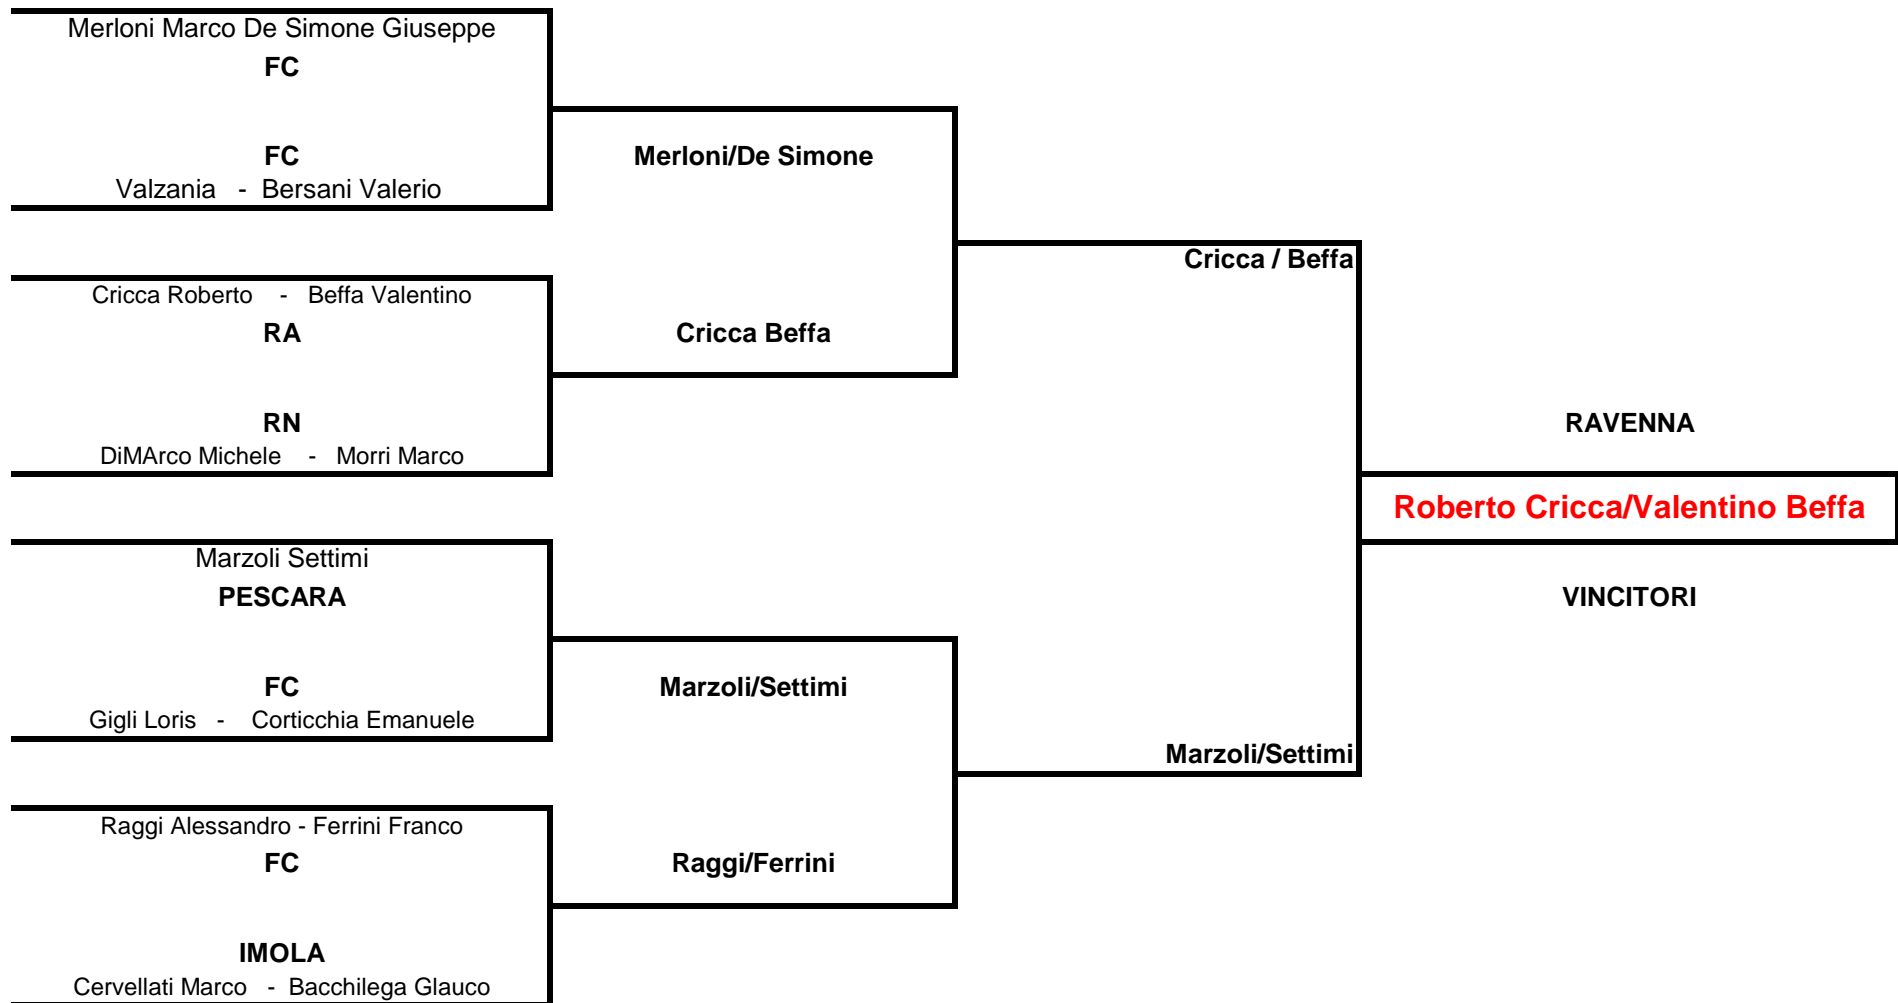 Merloni Marco De Simone Giuseppe
FC
FC
Valzania - Bersani Valerio
Cricca Roberto - Beffa Valentino
RA
RN
DiMArco Michele - Morri Marco
Marzoli Settimi
PESCARA
FC
Gigli Loris - Corticchia Emanuele
Raggi Alessandro - Ferrini Franco
FC
IMOLA
Cervellati Marco - Bacchilega Glauco
Merloni/De Simone
Cricca Beffa
Marzoli/Settimi
Raggi/Ferrini
Cricca / Beffa
Marzoli/Settimi
RAVENNA
Roberto Cricca/Valentino Beffa
VINCITORI